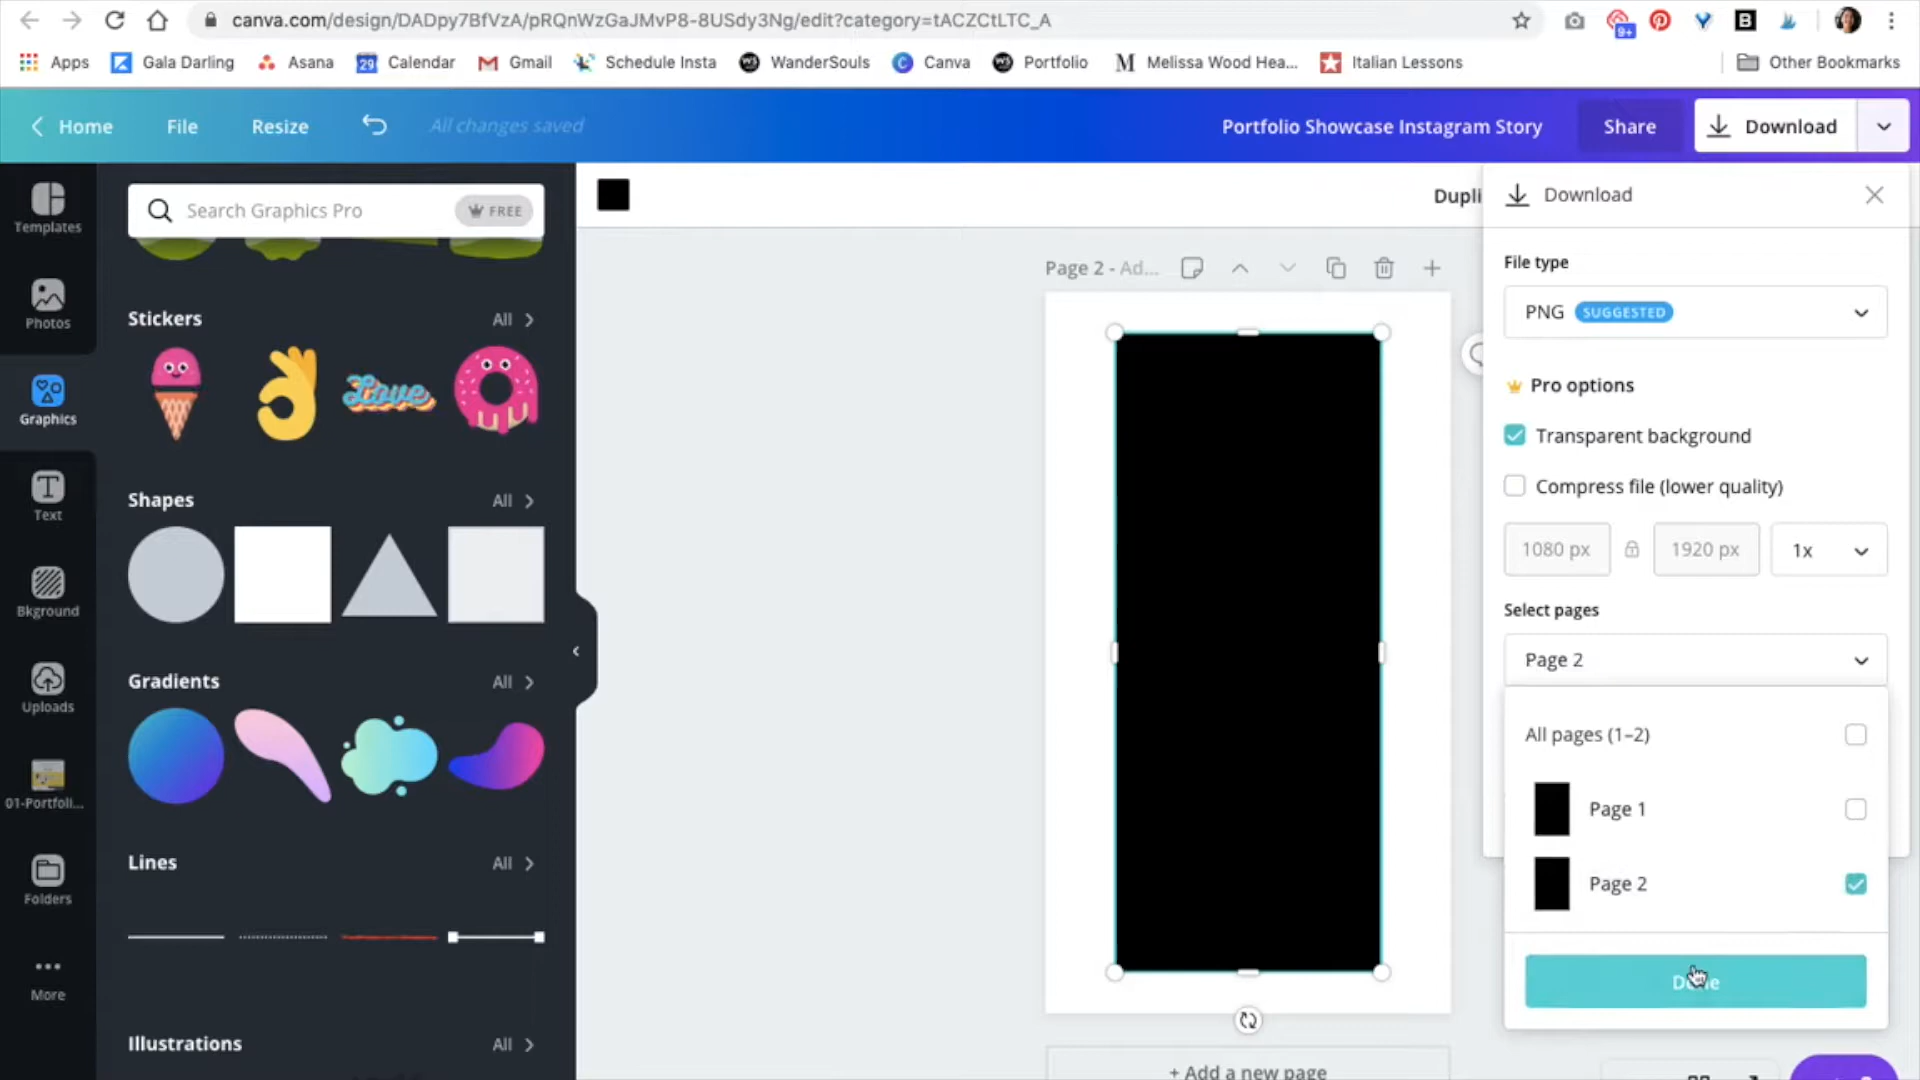 canva.com/design/DADpy7BfVzA/pRQnWzGaJMvP8-8USdy3Ng/edit?category=tACZCtLTC_A
9+
B
Apps
Gala Darling
Asana
29
Calendar
Gmail
Schedule Insta
WanderSouls
Canva
Portfolio
M
Melissa Wood Hea...
Italian Lessons
Other Bookmarks
Home
File
Resize
All changes saved
Portfolio Showcase Instagram Story
Share
Download
Templates
Photos
Graphics
Text
Bkground
Uploads
01-Portfoli...
Folders
More
Search Graphics Pro
FREE
Stickers
All
Love
Shapes
All
Gradients
All
Lines
All
Illustrations
All
Dupli
Page 2 - Ad...
+ Add a new page
Download
File type
PNG SUGGESTED
Pro options
Transparent background
Compress file (lower quality)
1080 px
1920 px
1x
Select pages
Page 2
All pages (1–2)
Page 1
Page 2
Done